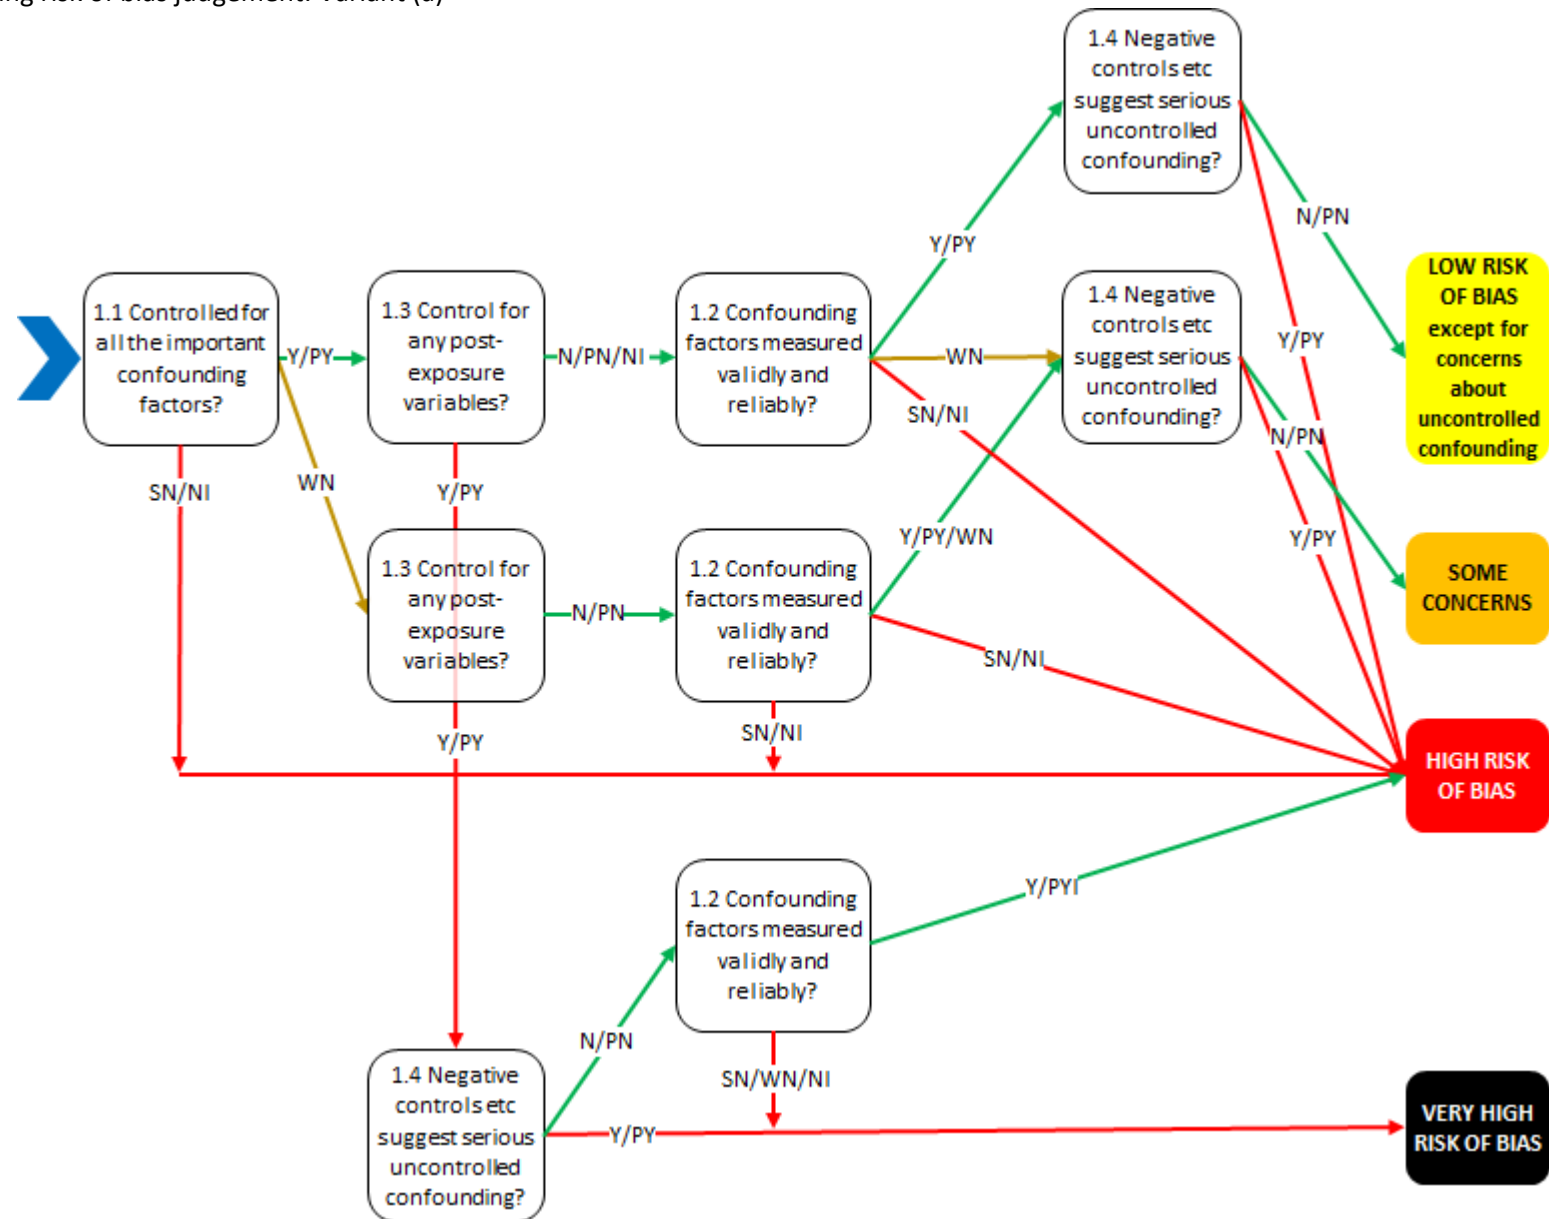 ing risk of bias judgement: variant (a)
1.4 Negative
controls etc
suggest serious
uncontrolled
confounding?
N/PN
Y/PY
LOW RISK
OF BIAS
except for
concerns
about
uncontrolled
confounding
1.1 Controlled for
all the important
confounding
factors?
Y/PY
1.3 Control for
any post-
exposure
variables?
N/PN/NI
1.2 Confounding
factors measured
validly and
reliably?
WN
1.4 Negative
controls etc
suggest serious
uncontrolled
confounding?
Y/PY
SN/NI
N/PN
SN/NI
WN
Y/PY
1.3 Control for
any post-
exposure
variables?
N/PN
1.2 Confounding
factors measured
validly and
reliably?
Y/PY/WN
Y/PY
SOME
CONCERNS
SN/NI
Y/PY
SN/NI
HIGH RISK
OF BIAS
1.2 Confounding
factors measured
validly and
reliably?
Y/PYI
N/PN
1.4 Negative
controls etc
suggest serious
uncontrolled
confounding?
SN/WN/NI
Y/PY
VERY HIGH
RISK OF BIAS